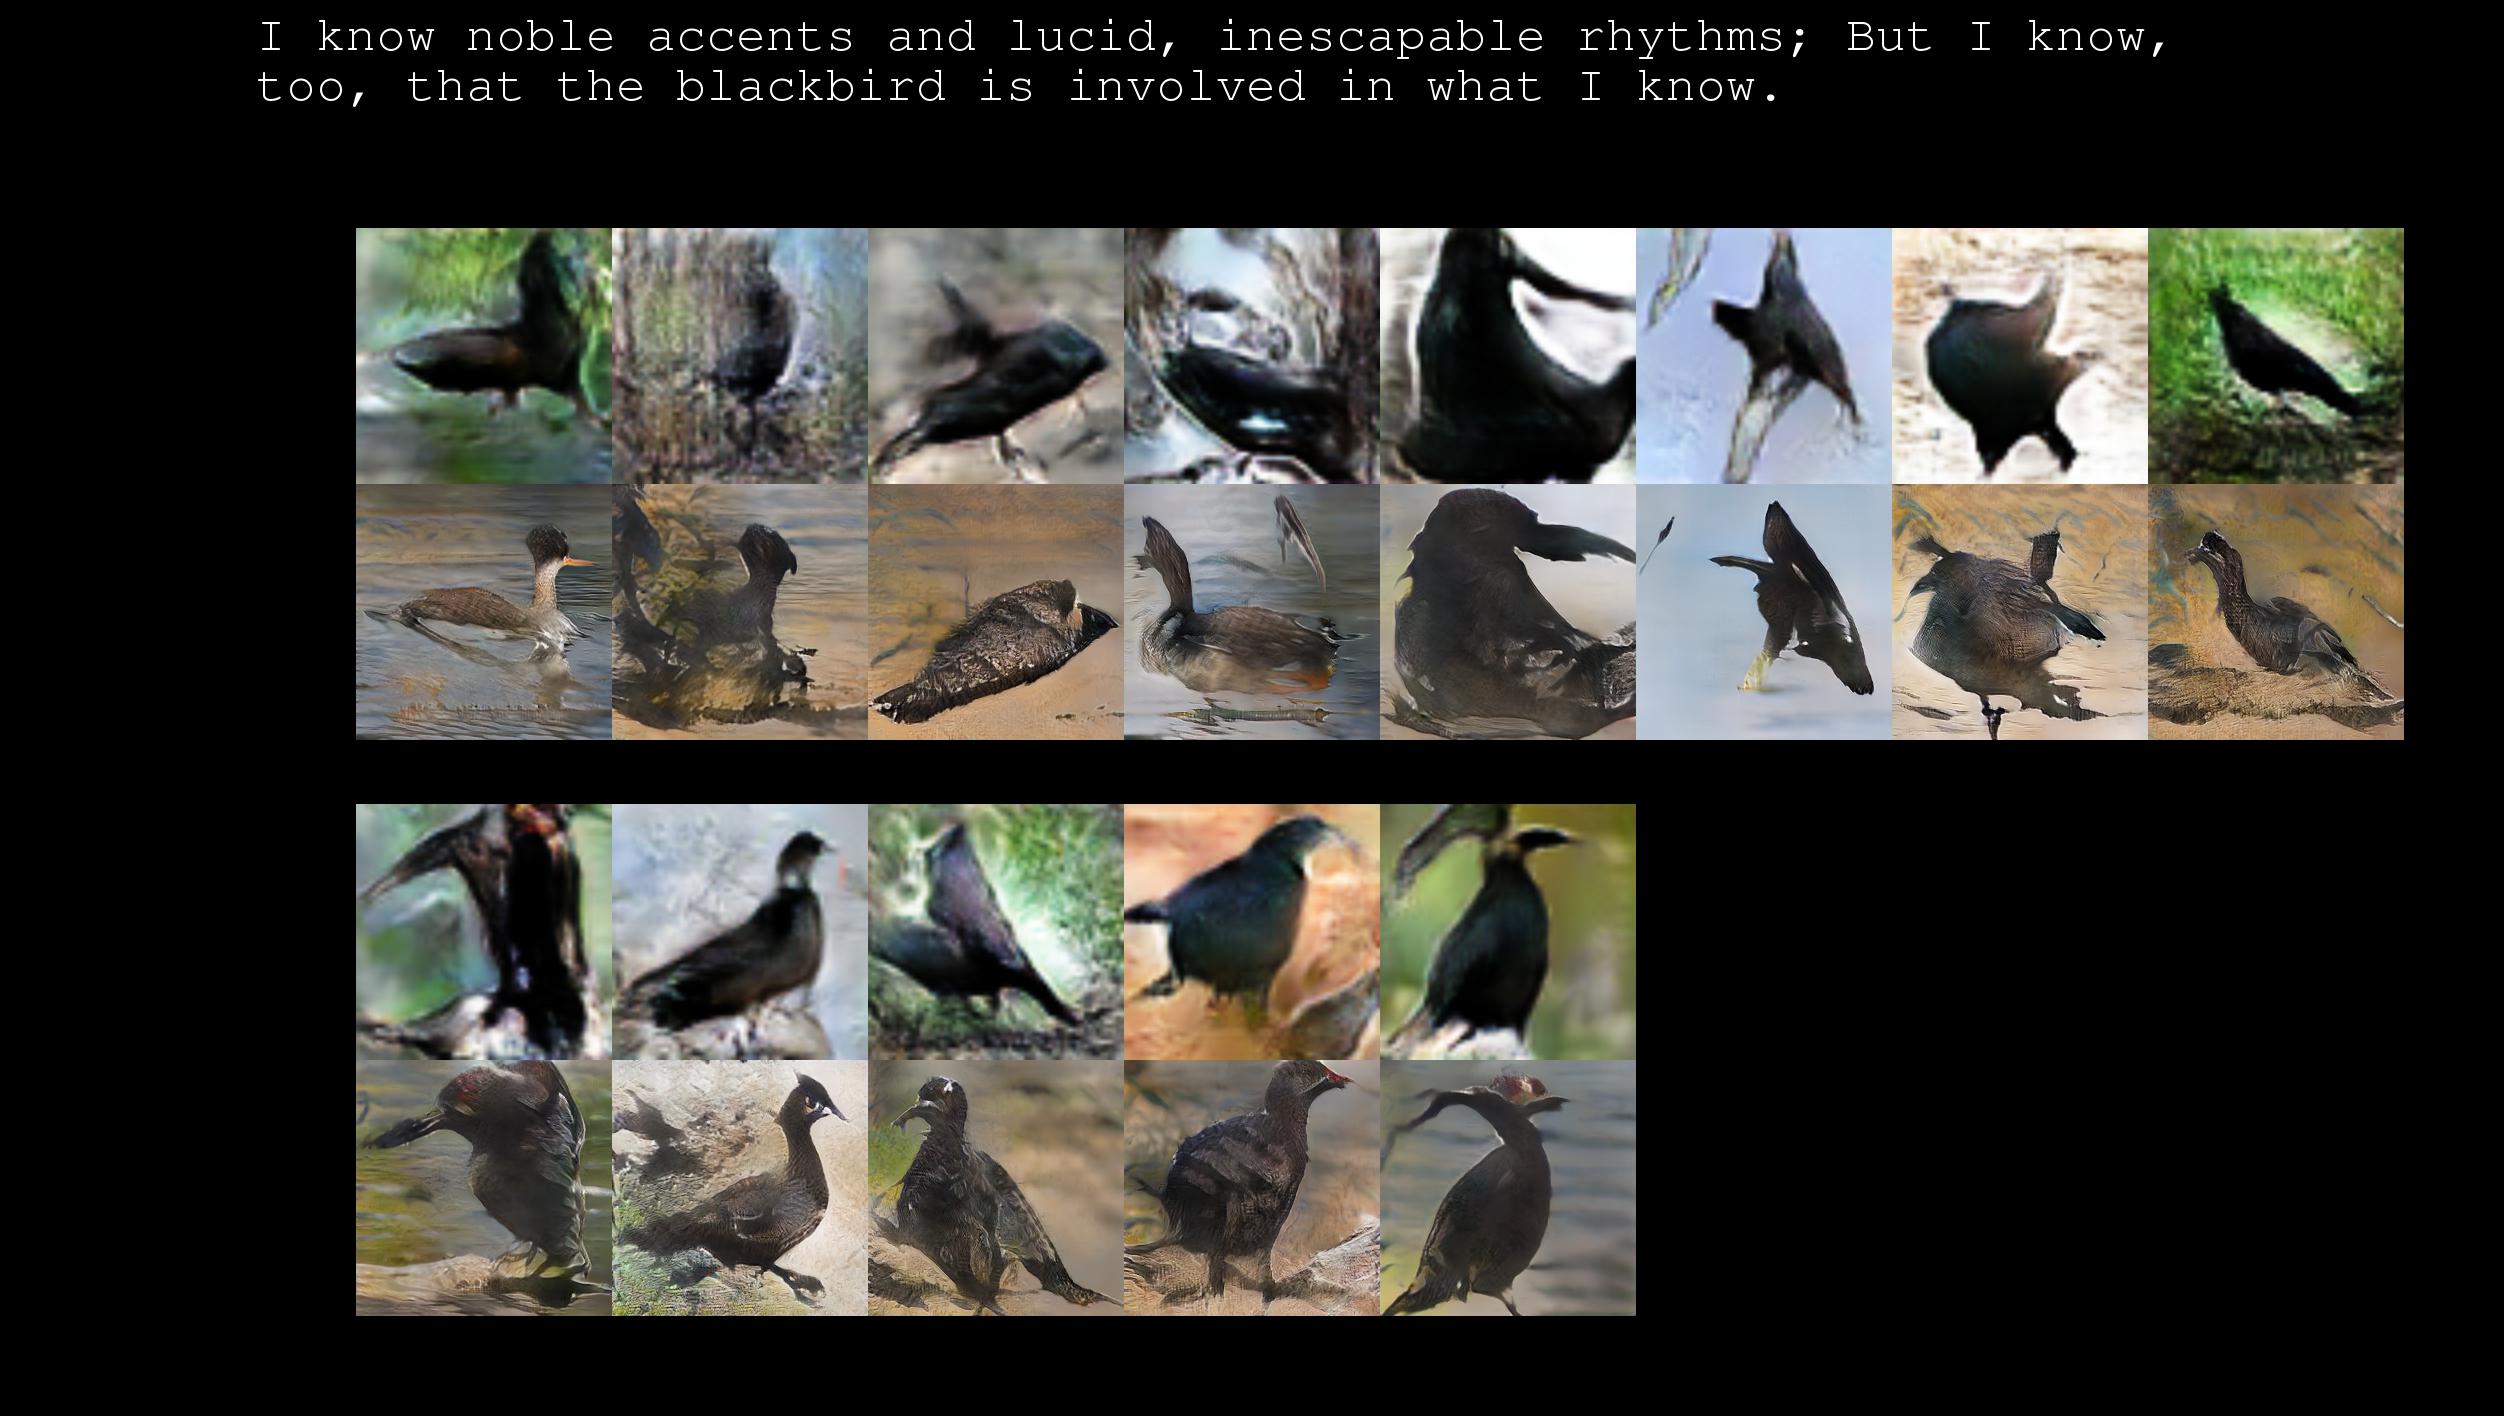 I know noble accents and lucid, inescapable rhythms; But I know,
too, that the blackbird is involved in what I know.